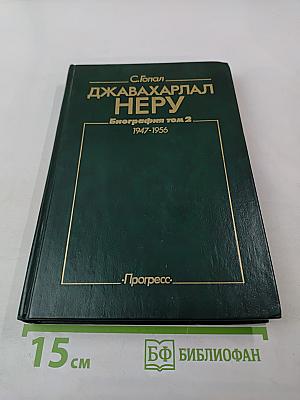 С. Гопал
ДЖАВАХАРЛАЛ
НЕРУ
Биография том 2
1947-1956
·Прогресс·
15 см
БФ БИБЛИОФАН